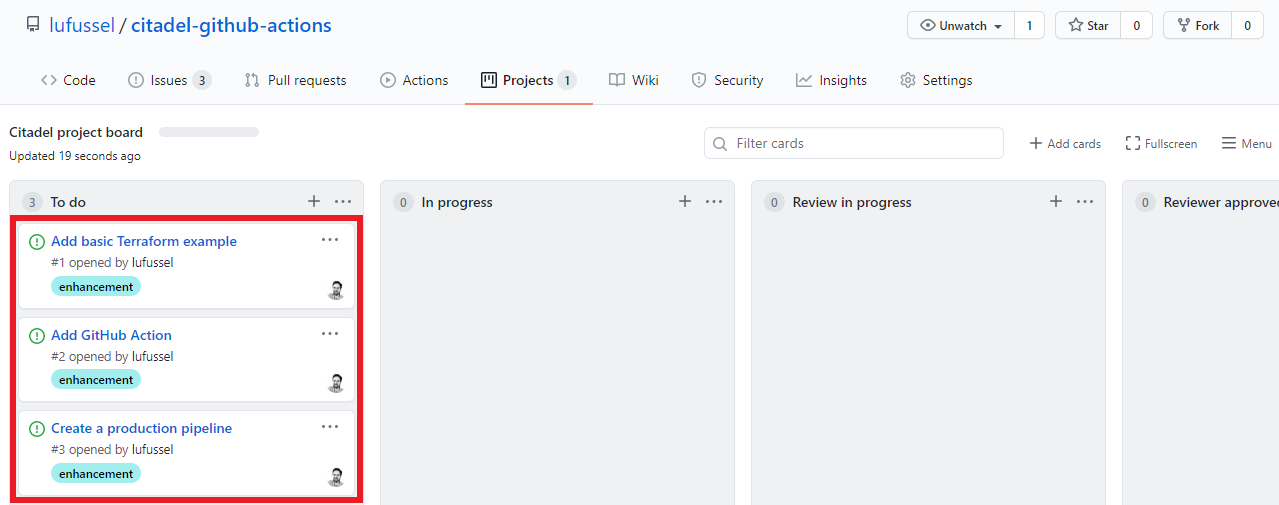 lufussel / citadel-github-actions
Unwatch 1 Star 0 Fork 0
Code Issues 3 Pull requests Actions Projects 1 Wiki Security Insights Settings
Citadel project board
Updated 19 seconds ago
Filter cards
Add cards Fullscreen Menu
3 To do
Add basic Terraform example
#1 opened by lufussel
enhancement
Add GitHub Action
#2 opened by lufussel
enhancement
Create a production pipeline
#3 opened by lufussel
enhancement
0 In progress
0 Review in progress
0 Reviewer approved